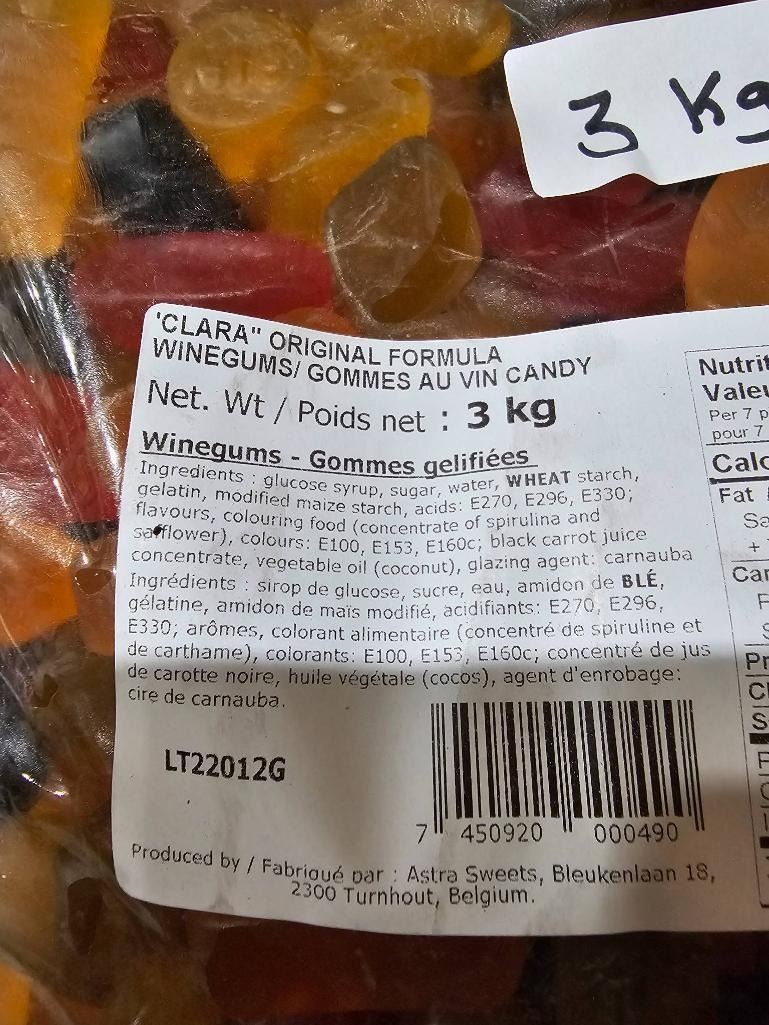 3 Kg
'CLARA" ORIGINAL FORMULA
WINEGUMS/ GOMMES AU VIN CANDY
Net. Wt / Poids net : 3 kg
Winegums - Gommes gelifiées
Ingredients : glucose syrup, sugar, water, WHEAT starch,
gelatin, modified maize starch, acids: E270, E296, E330;
flavours, colouring food (concentrate of spirulina and
safflower), colours: E100, E153, E160c; black carrot juice
concentrate, vegetable oil (coconut), glazing agent: carnauba
Ingrédients : sirop de glucose, sucre, eau, amidon de BLÉ,
gélatine, amidon de maïs modifié, acidifiants: E270, E296,
E330; arômes, colorant alimentaire (concentré de spiruline et
de carthame), colorants: E100, E153, E160c; concentré de jus
de carotte noire, huile végétale (cocos), agent d'enrobage:
cire de carnauba.
LT22012G
7 450920 000490
Produced by / Fabriqué par : Astra Sweets, Bleukenlaan 18,
2300 Turnhout, Belgium.
Per 7
pour 7
Fat